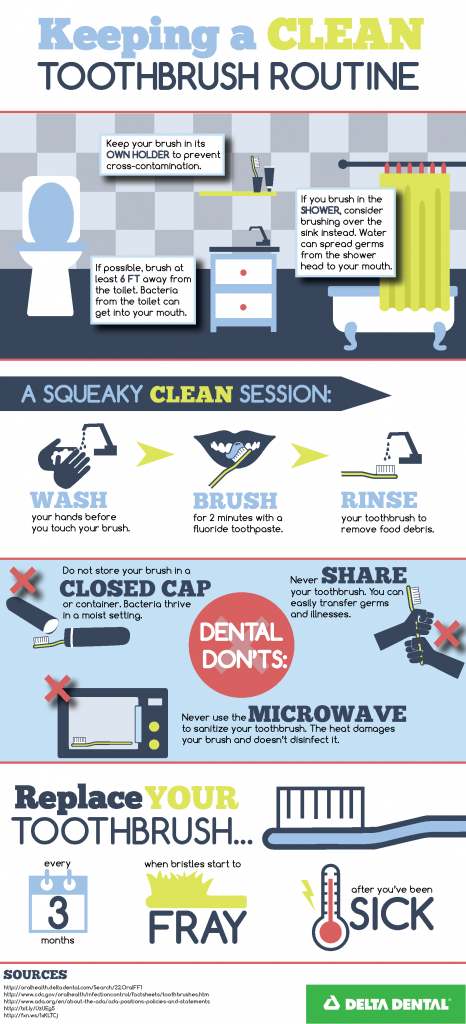 Keeping a CLEAN
TOOTHBRUSH ROUTINE
Keep your brush in its
OWN HOLDER to prevent
cross-contamination.
If you brush in the
SHOWER, consider
brushing over the
sink instead. Water
can spread germs
from the shower
head to your mouth.
If possible, brush at
least 6 FT away from
the toilet. Bacteria
from the toilet can
get into your mouth.
A SQUEAKY CLEAN SESSION:
WASH
your hands before
you touch your brush.
BRUSH
for 2 minutes with a
fluoride toothpaste.
RINSE
your toothbrush to
remove food debris.
Do not store your brush in a
CLOSED CAP
or container. Bacteria thrive
in a moist setting.
DENTAL
DON'TS:
Never SHARE
your toothbrush. You can
easily transfer germs
and illnesses.
Never use the MICROWAVE
to sanitize your toothbrush. The heat damages
your brush and doesn't disinfect it.
Replace YOUR
TOOTHBRUSH...
every
3
months
when bristles start to
FRAY
after you've been
SICK
SOURCES
http://oralhealth.deltadental.com/Search/22,OralFF1
http://www.cdc.gov/oralhealth/infectioncontrol/factsheets/toothbrushes.htm
http://www.ada.org/en/about-the-ada/ada-positions-policies-and-statements
DELTA DENTAL